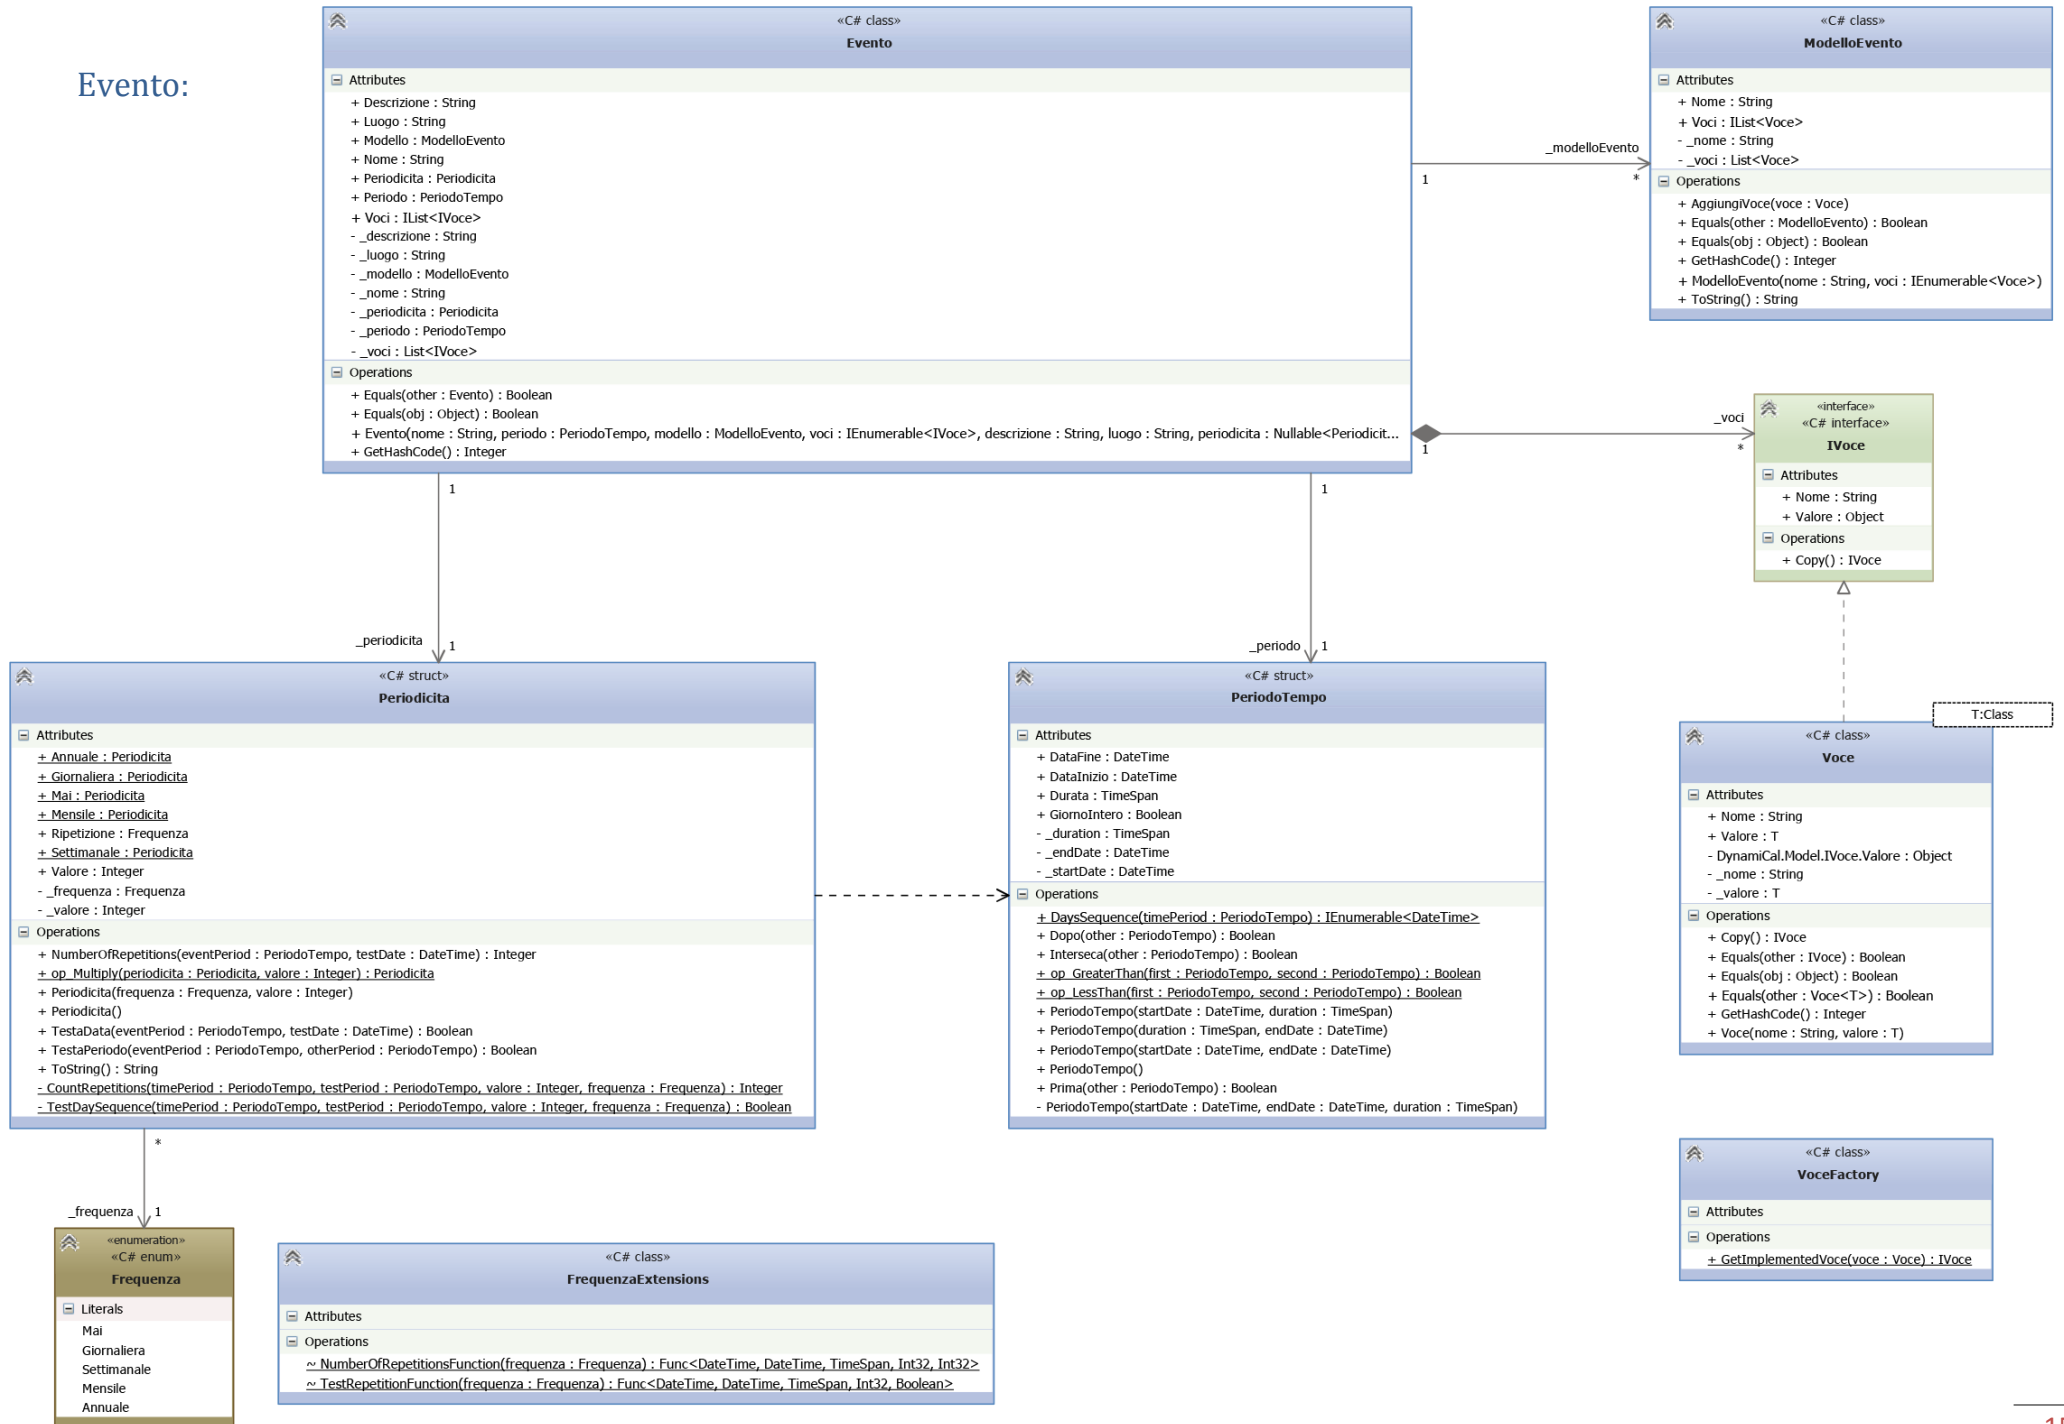 Evento:
«C# class»
Evento
Attributes
+ Descrizione : String
+ Luogo : String
+ Modello : ModelloEvento
+ Nome : String
+ Periodicita : Periodicita
+ Periodo : PeriodoTempo
+ Voci : IList<IVoce>
- _descrizione : String
- _luogo : String
- _modello : ModelloEvento
- _nome : String
- _periodicita : Periodicita
- _periodo : PeriodoTempo
- _voci : List<IVoce>
Operations
+ Equals(other : Evento) : Boolean
+ Equals(obj : Object) : Boolean
+ Evento(nome : String, periodo : PeriodoTempo, modello : ModelloEvento, voci : IEnumerable<IVoce>, descrizione : String, luogo : String, periodicita : Nullable<Periodicit...
+ GetHashCode() : Integer
_modelloEvento
1
*
«C# class»
ModelloEvento
Attributes
+ Nome : String
+ Voci : IList<Voce>
- _nome : String
- _voci : List<Voce>
Operations
+ AggiungiVoce(voce : Voce)
+ Equals(other : ModelloEvento) : Boolean
+ Equals(obj : Object) : Boolean
+ GetHashCode() : Integer
+ ModelloEvento(nome : String, voci : IEnumerable<Voce>)
+ ToString() : String
_voci
1
*
«interface»
«C# interface»
IVoce
Attributes
+ Nome : String
+ Valore : Object
Operations
+ Copy() : IVoce
1
_periodicita
1
1
_periodo
1
«C# struct»
Periodicita
Attributes
+ Annuale : Periodicita
+ Giornaliera : Periodicita
+ Mai : Periodicita
+ Mensile : Periodicita
+ Ripetizione : Frequenza
+ Settimanale : Periodicita
+ Valore : Integer
- _frequenza : Frequenza
- _valore : Integer
Operations
+ NumberOfRepetitions(eventPeriod : PeriodoTempo, testDate : DateTime) : Integer
+ op_Multiply(periodicita : Periodicita, valore : Integer) : Periodicita
+ Periodicita(frequenza : Frequenza, valore : Integer)
+ Periodicita()
+ TestaData(eventPeriod : PeriodoTempo, testDate : DateTime) : Boolean
+ TestaPeriodo(eventPeriod : PeriodoTempo, otherPeriod : PeriodoTempo) : Boolean
+ ToString() : String
- CountRepetitions(timePeriod : PeriodoTempo, testPeriod : PeriodoTempo, valore : Integer, frequenza : Frequenza) : Integer
- TestDaySequence(timePeriod : PeriodoTempo, testPeriod : PeriodoTempo, valore : Integer, frequenza : Frequenza) : Boolean
«C# struct»
PeriodoTempo
Attributes
+ DataFine : DateTime
+ DataInizio : DateTime
+ Durata : TimeSpan
+ GiornoIntero : Boolean
- _duration : TimeSpan
- _endDate : DateTime
- _startDate : DateTime
Operations
+ DaysSequence(timePeriod : PeriodoTempo) : IEnumerable<DateTime>
+ Dopo(other : PeriodoTempo) : Boolean
+ Interseca(other : PeriodoTempo) : Boolean
+ op_GreaterThan(first : PeriodoTempo, second : PeriodoTempo) : Boolean
+ op_LessThan(first : PeriodoTempo, second : PeriodoTempo) : Boolean
+ PeriodoTempo(startDate : DateTime, duration : TimeSpan)
+ PeriodoTempo(duration : TimeSpan, endDate : DateTime)
+ PeriodoTempo(startDate : DateTime, endDate : DateTime)
+ PeriodoTempo()
+ Prima(other : PeriodoTempo) : Boolean
- PeriodoTempo(startDate : DateTime, endDate : DateTime, duration : TimeSpan)
T:Class
«C# class»
Voce
Attributes
+ Nome : String
+ Valore : T
- DynamiCal.Model.IVoce.Valore : Object
- _nome : String
- _valore : T
Operations
+ Copy() : IVoce
+ Equals(other : IVoce) : Boolean
+ Equals(obj : Object) : Boolean
+ Equals(other : Voce<T>) : Boolean
+ GetHashCode() : Integer
+ Voce(nome : String, valore : T)
*
_frequenza
1
«enumeration»
«C# enum»
Frequenza
Literals
Mai
Giornaliera
Settimanale
Mensile
Annuale
«C# class»
FrequenzaExtensions
Attributes
Operations
~ NumberOfRepetitionsFunction(frequenza : Frequenza) : Func<DateTime, DateTime, TimeSpan, Int32, Int32>
~ TestRepetitionFunction(frequenza : Frequenza) : Func<DateTime, DateTime, TimeSpan, Int32, Boolean>
«C# class»
VoceFactory
Attributes
Operations
+ GetImplementedVoce(voce : Voce) : IVoce